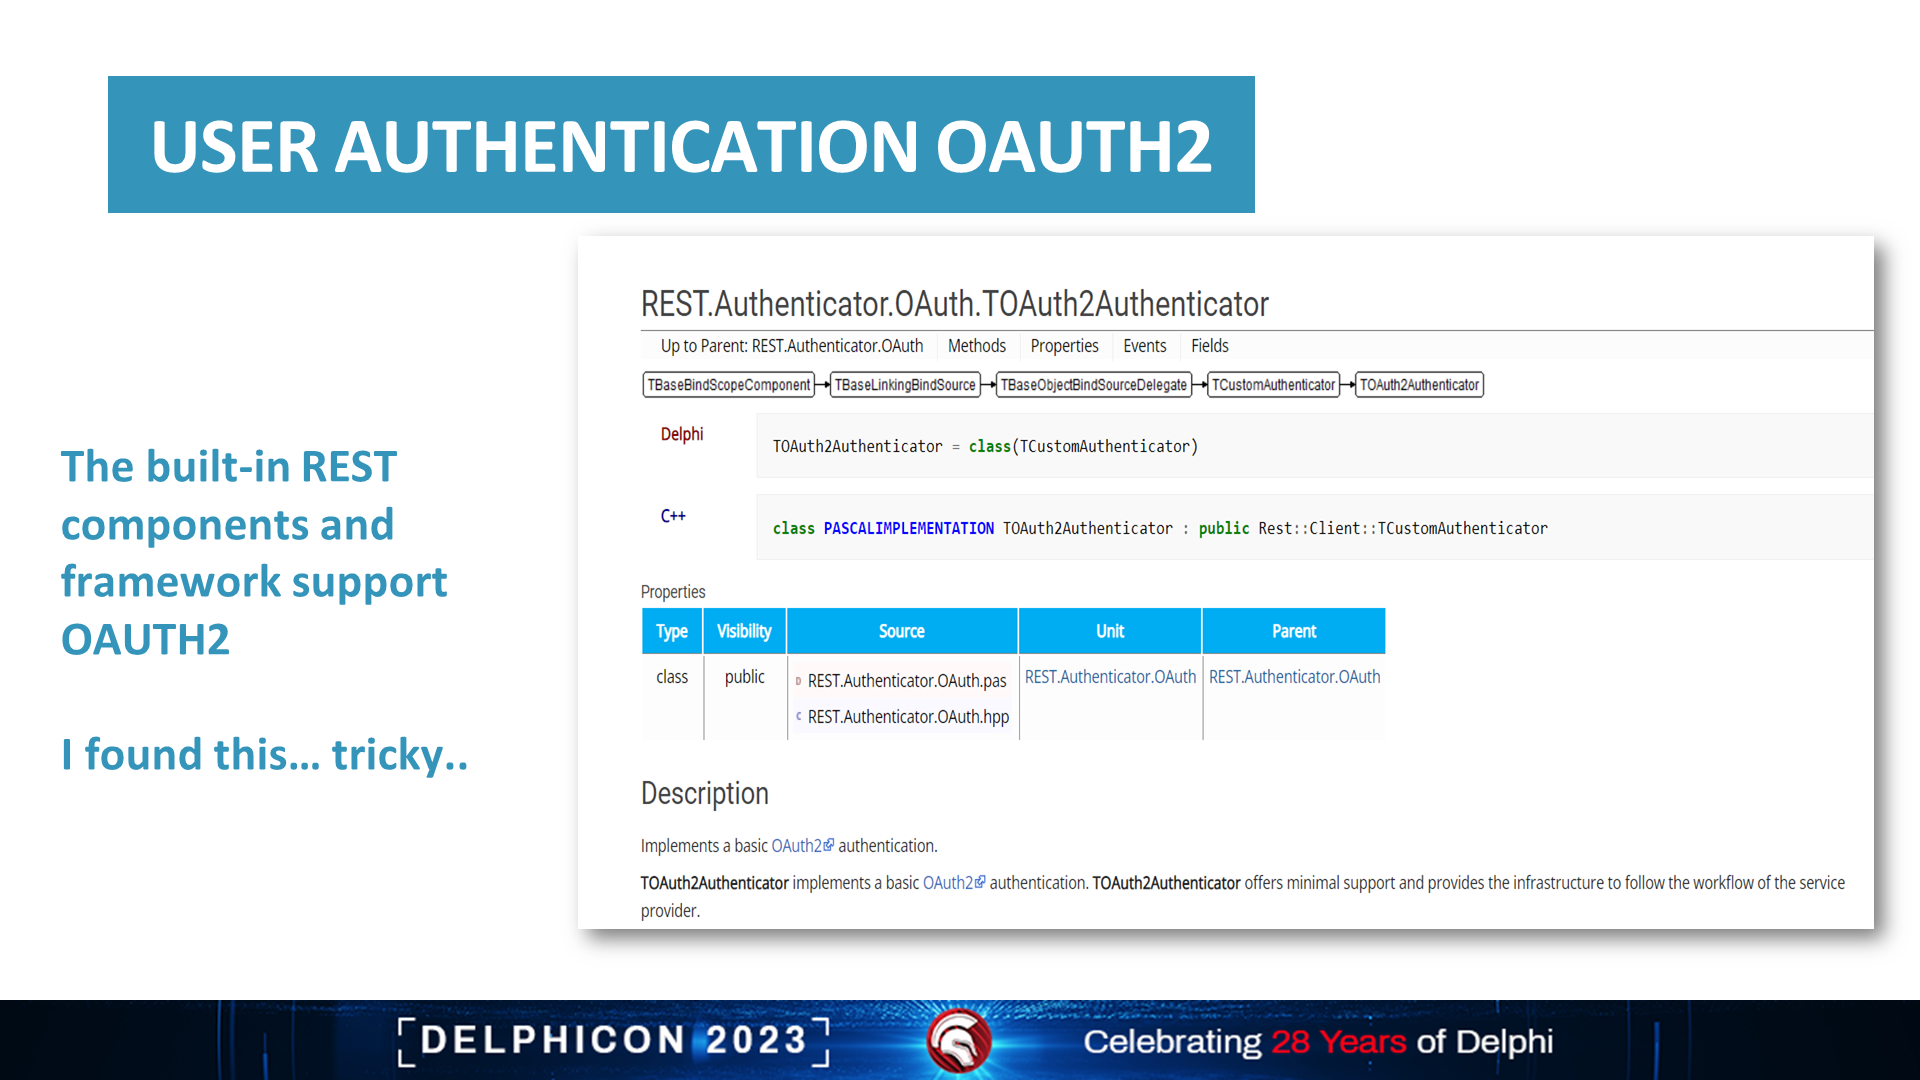 USER AUTHENTICATION OAUTH2
The built-in REST
components and
framework support
OAUTH2
I found this... tricky..
REST.Authenticator.OAuth.TOAuth2Authenticator
Up to Parent: REST.Authenticator.OAuth Methods Properties Events Fields
TBaseBindScopeComponent TBaseLinkingBindSource TBaseObjectBindSourceDelegate TCustomAuthenticator TOAuth2Authenticator
Delphi
TOAuth2Authenticator = class(TCustomAuthenticator)
C++
class PASCALIMPLEMENTATION TOAuth2Authenticator : public Rest::Client::TCustomAuthenticator
Properties
Type Visibility Source Unit Parent
class public D REST.Authenticator.OAuth.pas REST.Authenticator.OAuth REST.Authenticator.OAuth
C REST.Authenticator.OAuth.hpp
Description
Implements a basic OAuth2 authentication.
TOAuth2Authenticator implements a basic OAuth2 authentication. TOAuth2Authenticator offers minimal support and provides the infrastructure to follow the workflow of the service
provider.
DELPHICON 2023 Celebrating 28 Years of Delphi